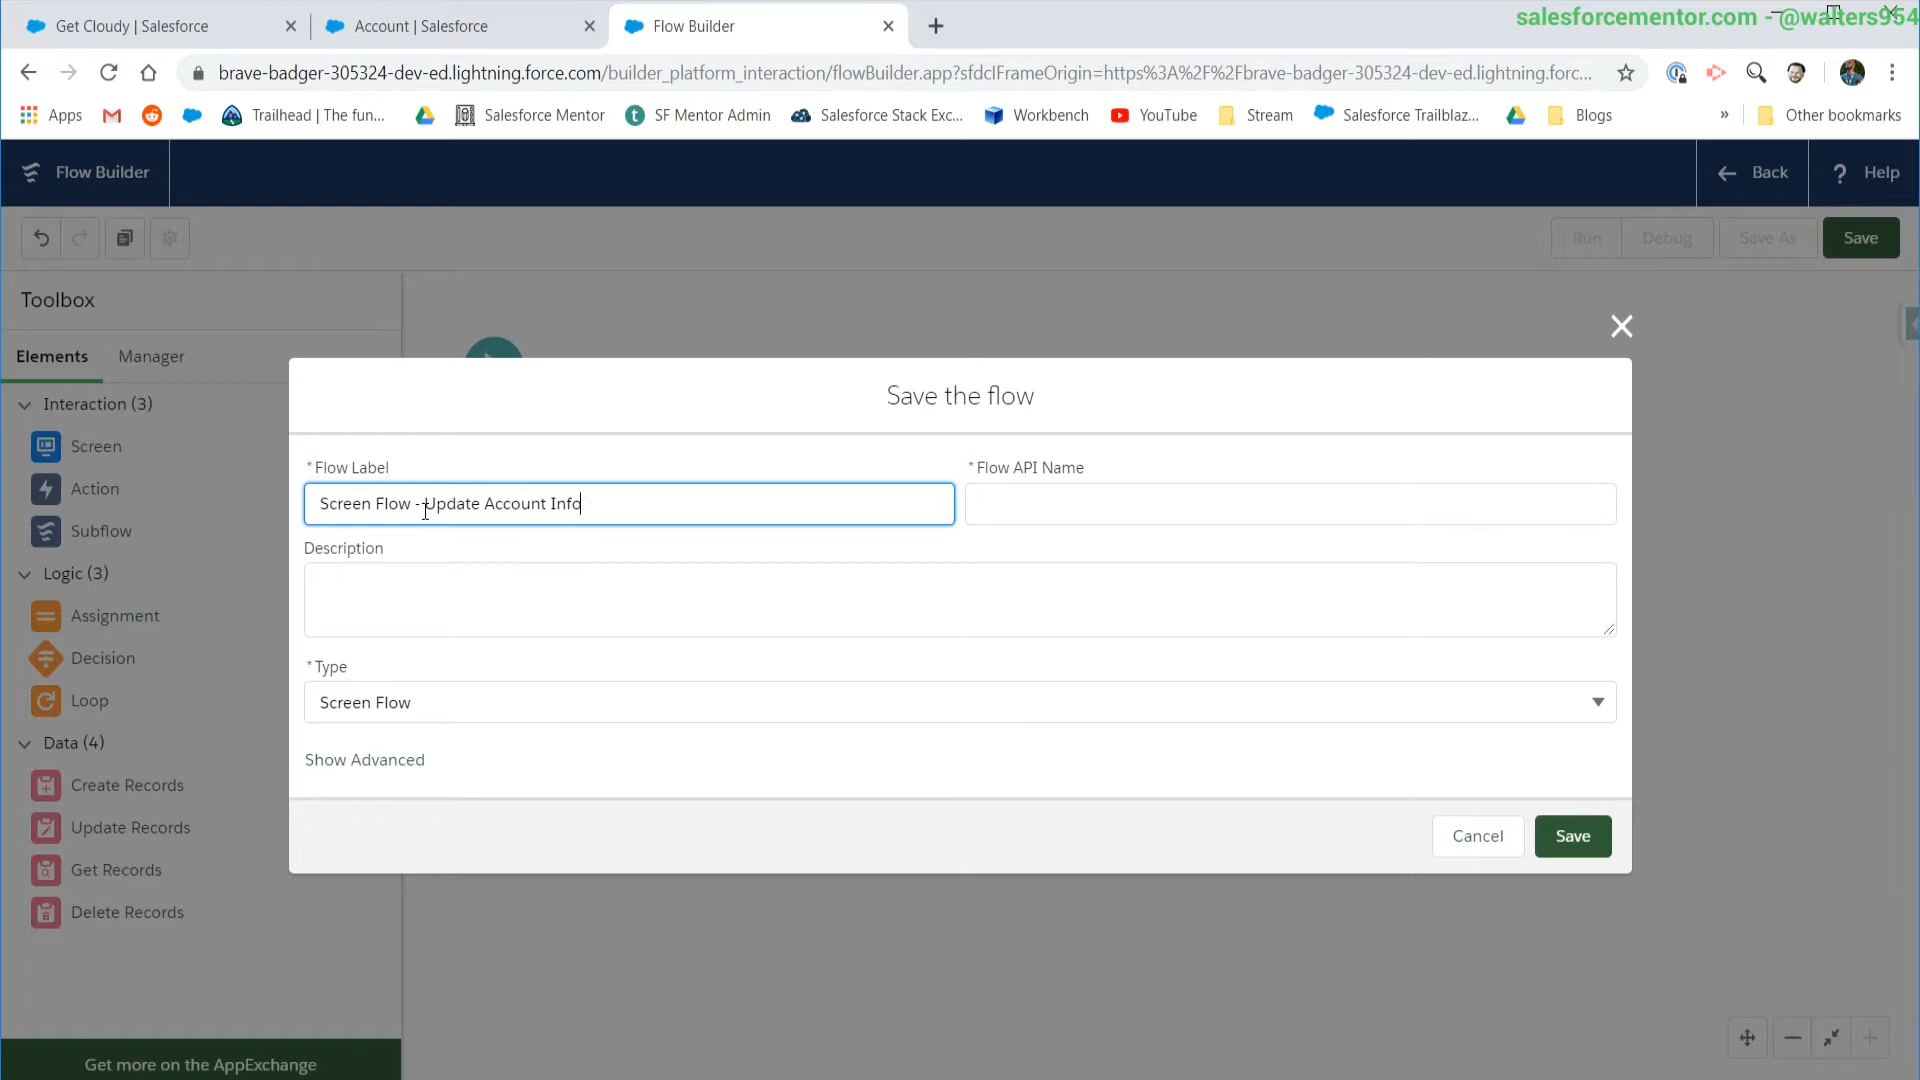 Get Cloudy | Salesforce
Account | Salesforce
Flow Builder
salesforcementor.com - @walters954
brave-badger-305324-dev-ed.lightning.force.com/builder_platform_interaction/flowBuilder.app?sfdcIFrameOrigin=https%3A%2F%2Fbrave-badger-305324-dev-ed.lightning.forc...
Apps
Trailhead | The fun...
Salesforce Mentor
SF Mentor Admin
Salesforce Stack Exc...
Workbench
YouTube
Stream
Salesforce Trailblaz...
Blogs
»
Other bookmarks
Flow Builder
Back
? Help
Run
Debug
Save As
Save
Toolbox
Elements
Manager
Interaction (3)
Screen
Action
Subflow
Logic (3)
Assignment
Decision
Loop
Data (4)
Create Records
Update Records
Get Records
Delete Records
Get more on the AppExchange
Save the flow
* Flow Label
Screen Flow - Update Account Info
* Flow API Name
Description
* Type
Screen Flow
Show Advanced
Cancel
Save